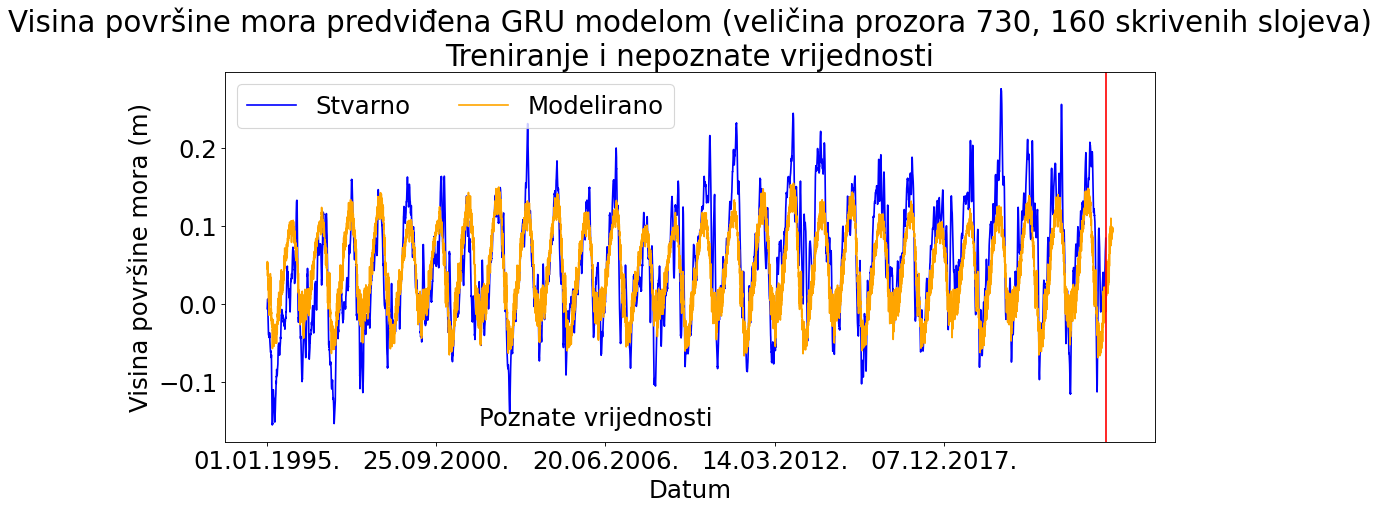 Visina površine mora predviđena GRU modelom (veličina prozora 730, 160 skrivenih slojeva)
Treniranje i nepoznate vrijednosti
Stvarno
Modelirano
Visina površine mora (m)
0.2
0.1
0.0
−0.1
Poznate vrijednosti
01.01.1995.
25.09.2000.
20.06.2006.
14.03.2012.
07.12.2017.
Datum